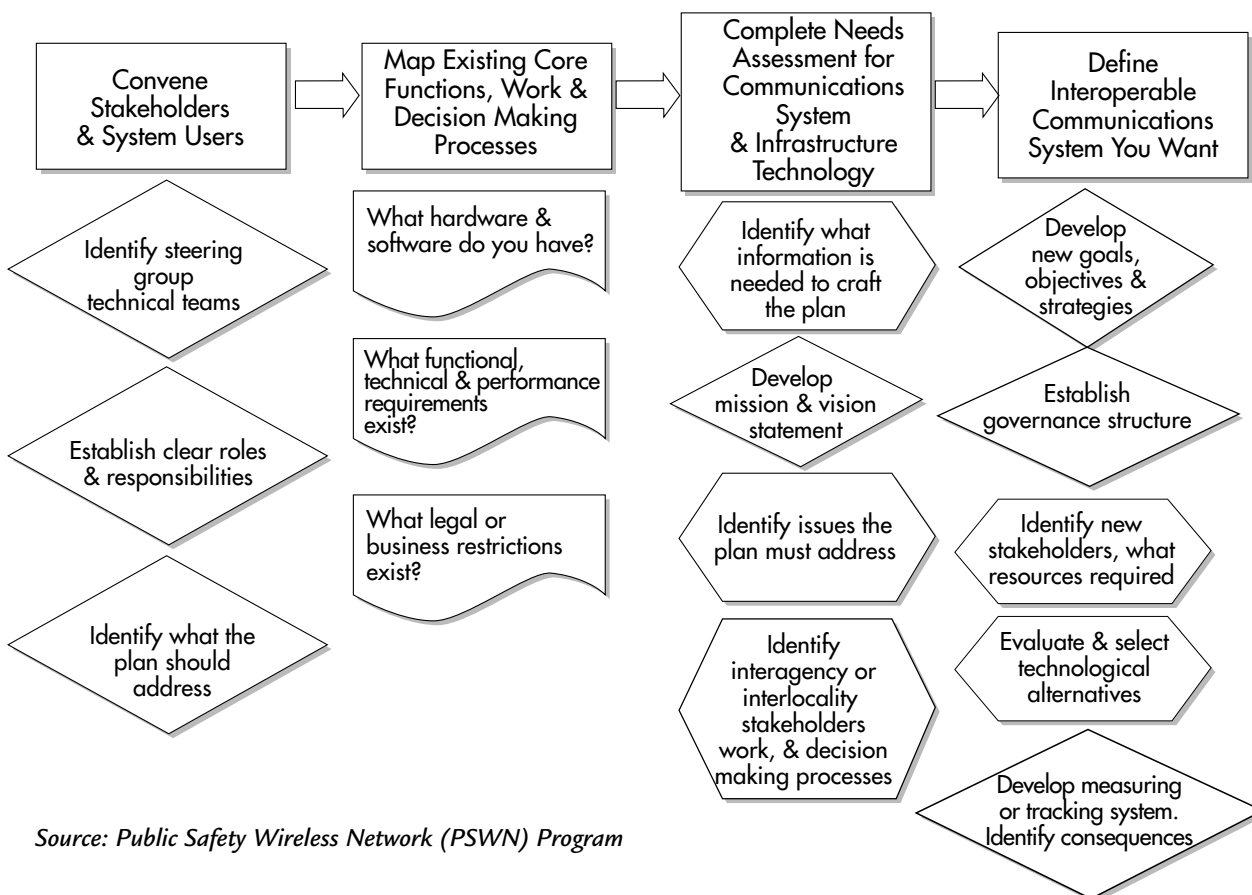 Convene
Stakeholders
& System Users
Map Existing Core
Functions, Work &
Decision Making
Processes
Complete Needs
Assessment for
Communications
System
& Infrastructure
Technology
Define
Interoperable
Communications
System You Want
Identify steering
group
technical teams
Establish clear roles
& responsibilities
Identify what the
plan should
address
What hardware &
software do you have?
What functional,
technical & performance
requirements
exist?
What legal or
business restrictions
exist?
Identify what
information is
needed to craft
the plan
Develop
mission & vision
statement
Identify issues the
plan must address
Identify
interagency or
interlocality
stakeholders
work, & decision
making processes
Develop
new goals,
objectives &
strategies
Establish
governance structure
Identify new
stakeholders, what
resources required
Evaluate & select
technological
alternatives
Develop measuring
or tracking system.
Identify consequences
Source: Public Safety Wireless Network (PSWN) Program